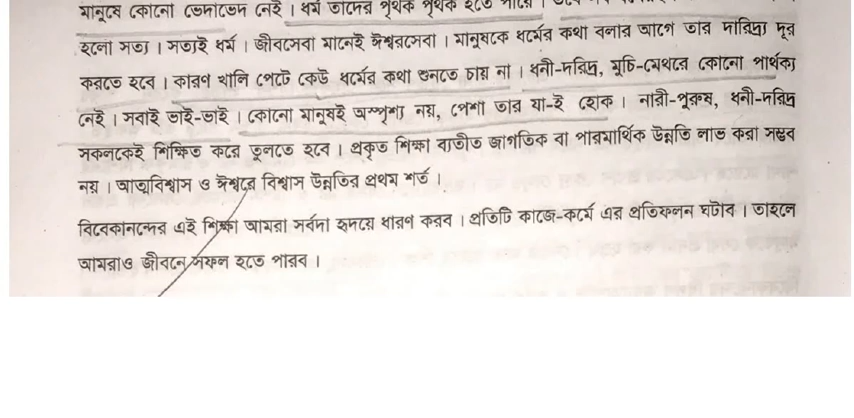 মানুষে কোনো ভেদাভেদ নেই। ধর্ম তাদের পৃথক পৃথক হতে পারে।
হলো সত্য। সত্যই ধর্ম। জীবসেবা মানেই ঈশ্বরসেবা। মানুষকে ধর্মের কথা বলার আগে তার দারিদ্র্য দূর
করতে হবে। কারণ খালি পেটে কেউ ধর্মের কথা শুনতে চায় না। ধনী-দরিদ্র, মুচি-মেথরে কোনো পার্থক্য
নেই। সবাই ভাই-ভাই। কোনো মানুষই অস্পৃশ্য নয়, পেশা তার যা-ই হোক। নারী-পুরুষ, ধনী-দরিদ্র
সকলকেই শিক্ষিত করে তুলতে হবে। প্রকৃত শিক্ষা ব্যতীত জাগতিক বা পারমার্থিক উন্নতি লাভ করা সম্ভব
নয়। আত্মবিশ্বাস ও ঈশ্বরে বিশ্বাস উন্নতির প্রথম শর্ত।
বিবেকানন্দের এই শিক্ষা আমরা সর্বদা হৃদয়ে ধারণ করব। প্রতিটি কাজে-কর্মে এর প্রতিফলন ঘটাব। তাহলে
আমরাও জীবনে সফল হতে পারব।